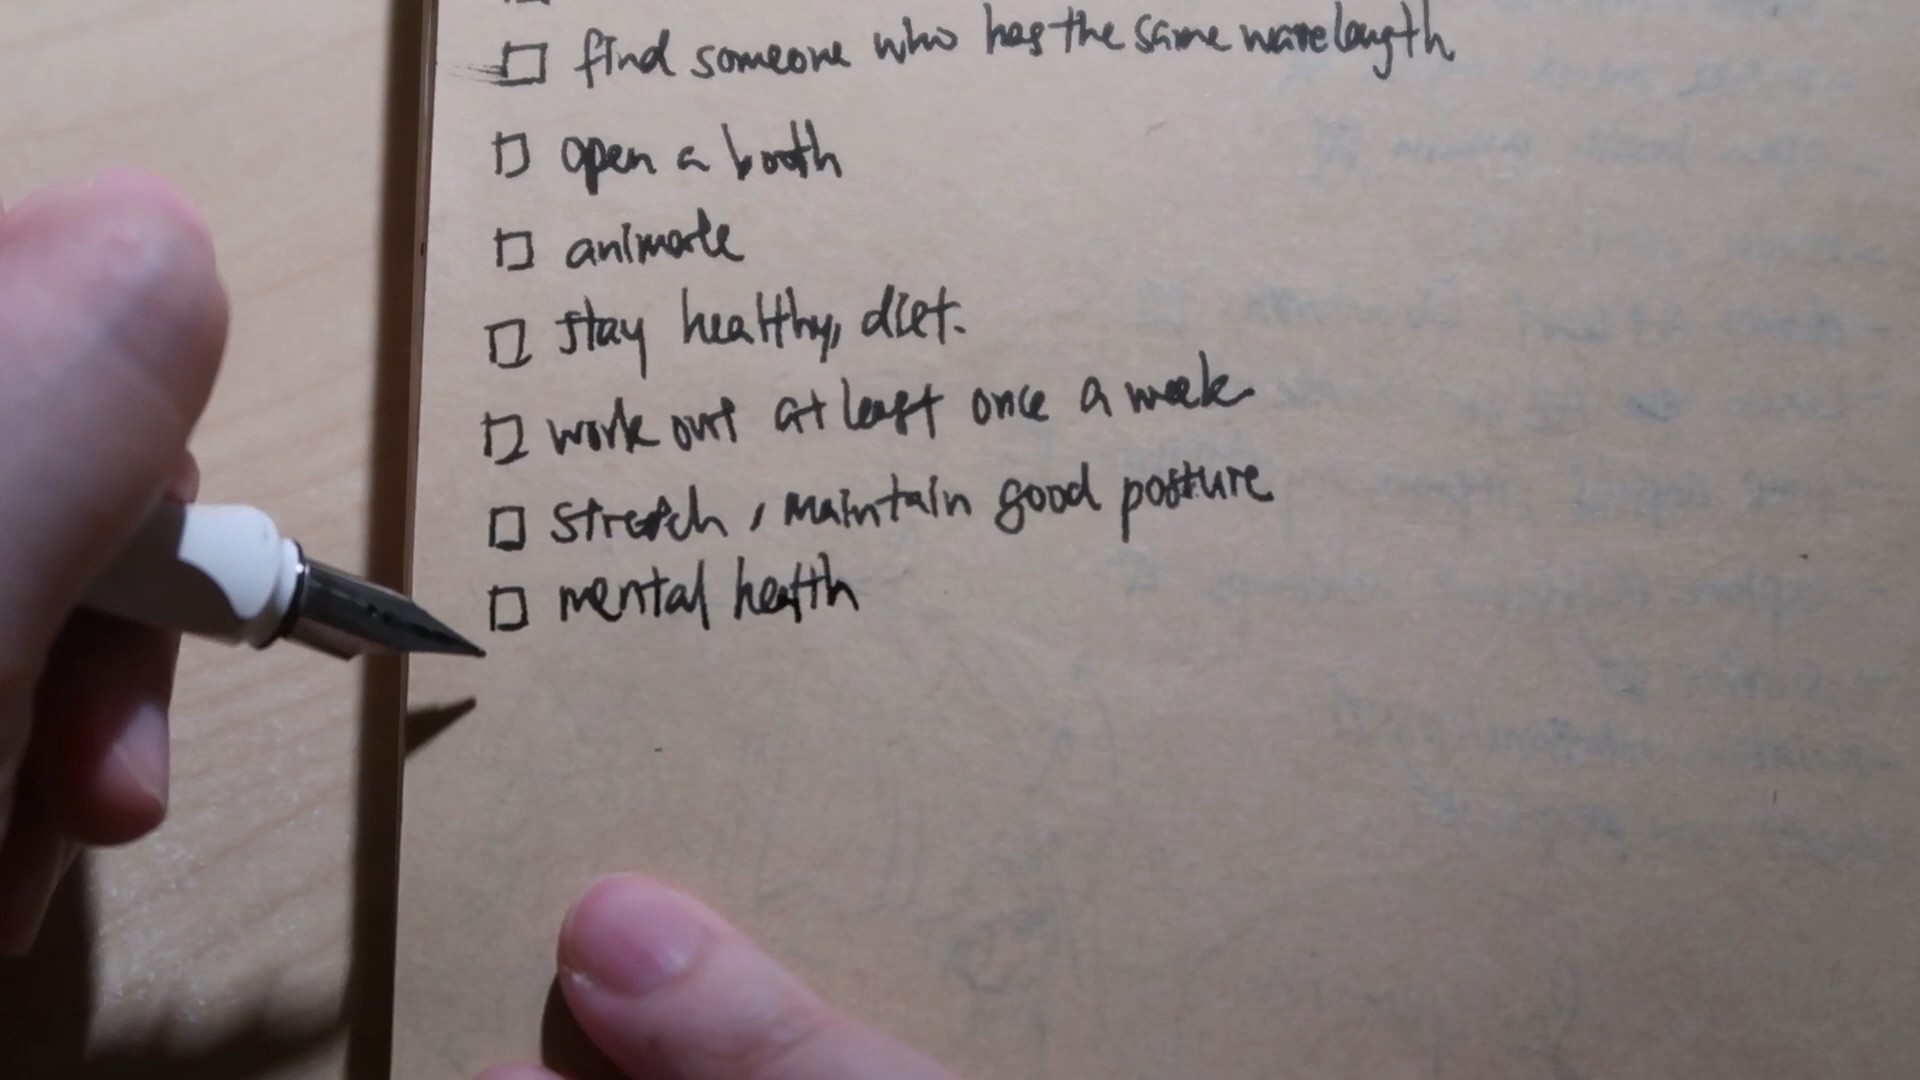 find someone who has the same wavelength
open a booth
animate
stay healthy, diet.
work out at least once a week
stretch, maintain good posture
mental health